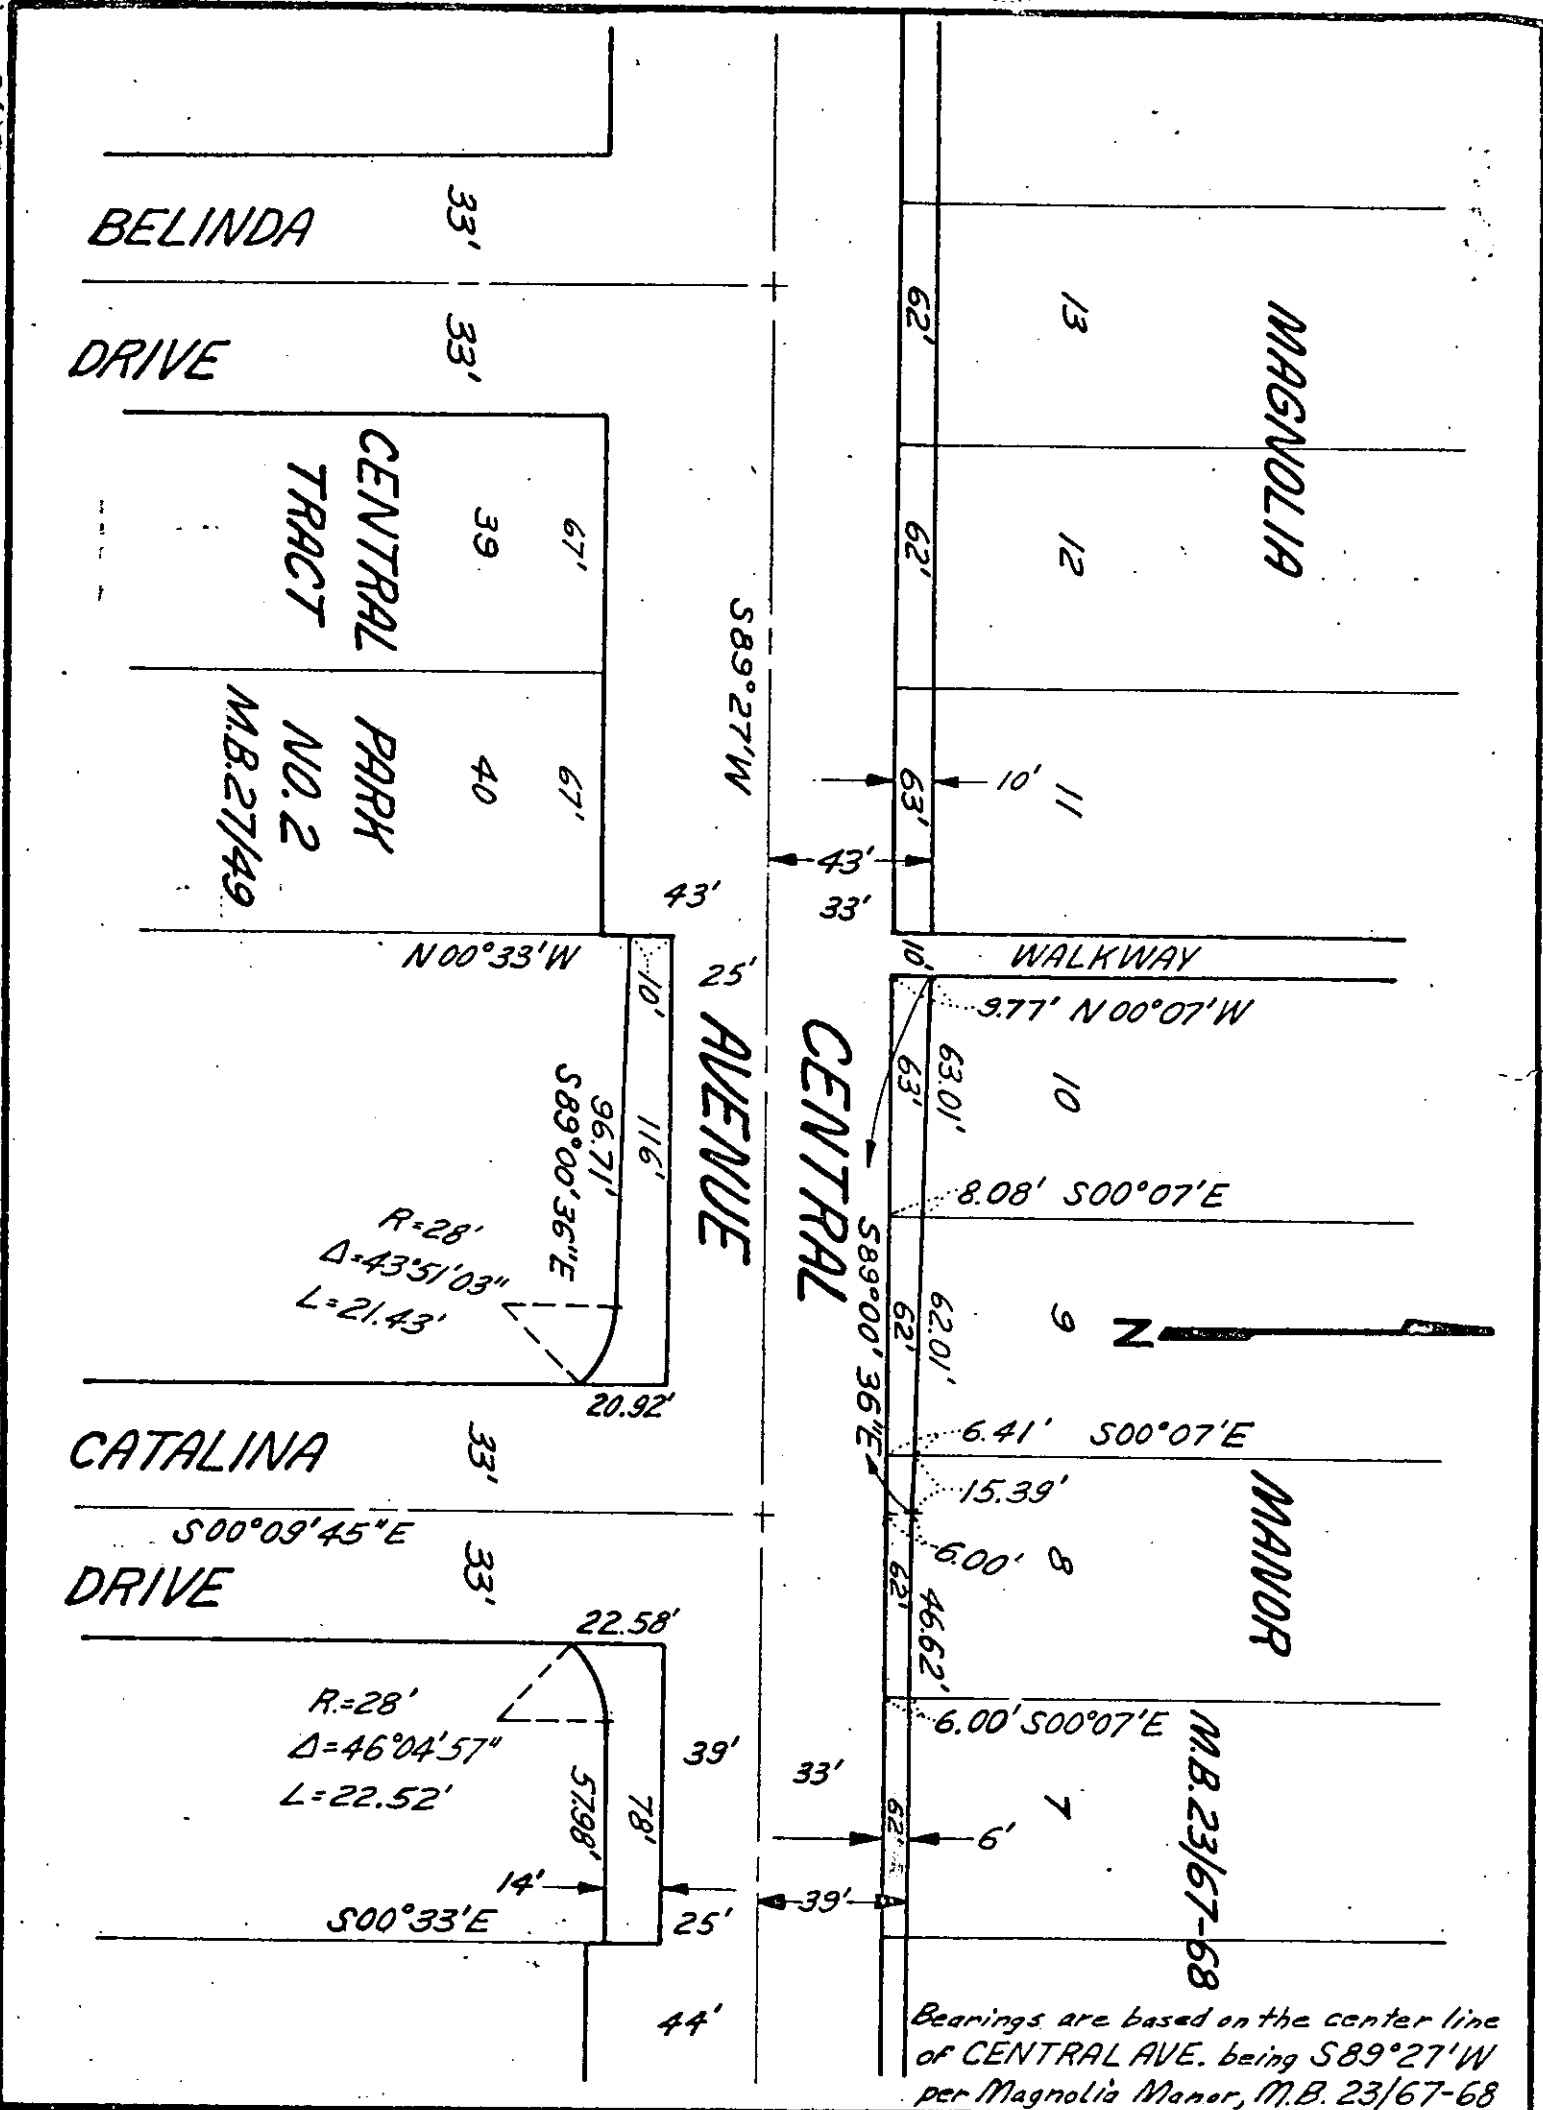 BELINDA
DRIVE
33'
33'
CENTRAL PARK
TRACT NO. 2
M.B. 27/49
39
67'
40
67'
N00°33'W
S89°27'W
43'
25'
10'
116'
96.71'
S89°00'36"E
R=28'
Δ=43°51'03"
L=21.43'
20.92'
CATALINA
DRIVE
33'
33'
S00°09'45"E
22.58'
R=28'
Δ=46°04'57"
L=22.52'
57.98'
78'
39'
14'
25'
S00°33'E
44'
CENTRAL
AVENUE
MAGNOLIA
MANOR
M.B. 23/67-68
13
62'
12
62'
11
63'
10'
43'
33'
10'
WALKWAY
9.77' N00°07'W
10
63.01'
63'
8.08' S00°07'E
S89°00'36"E
9
62.01'
62'
N
6.41' S00°07'E
15.39'
6.00'
8
62'
46.62'
6.00' S00°07'E
33'
7
62'
6'
39'
Bearings are based on the center line
of CENTRAL AVE. being S89°27'W
per Magnolia Manor, M.B. 23/67-68